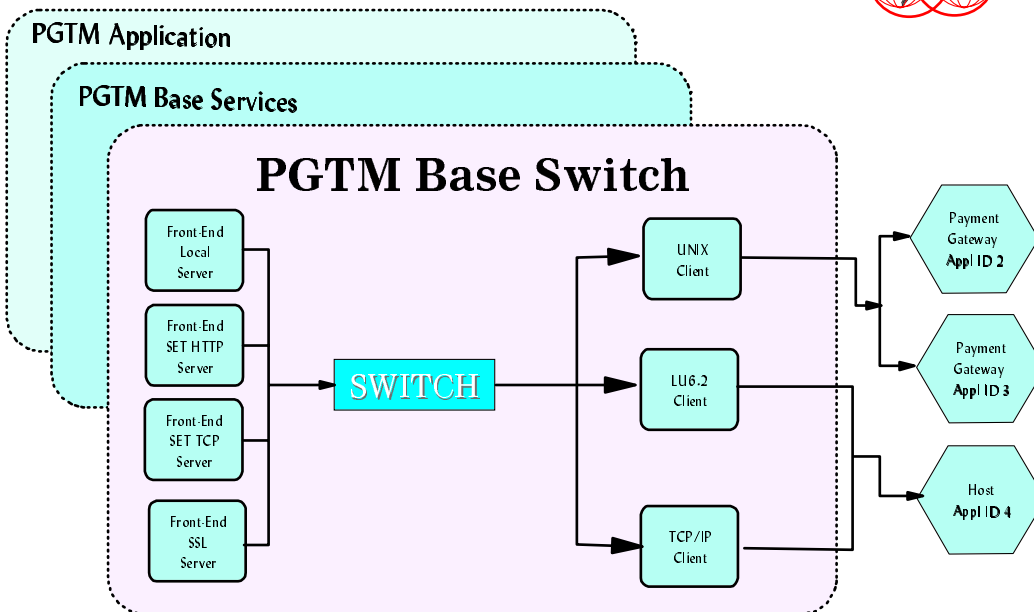 PGTM Application
PGTM Base Services
PGTM Base Switch
Front-End
Local
Server
Front-End
SET HTTP
Server
Front-End
SET TCP
Server
Front-End
SSL
Server
SWITCH
UNIX
Client
LU6.2
Client
TCP/IP
Client
Payment
Gateway
Appl ID 2
Payment
Gateway
Appl ID 3
Host
Appl ID 4